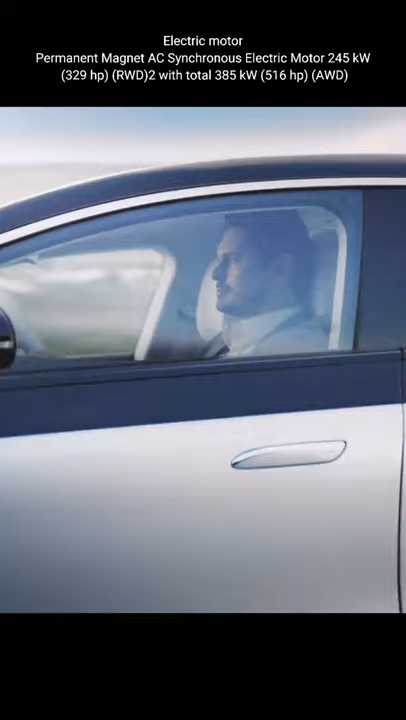 Electric motor
Permanent Magnet AC Synchronous Electric Motor 245 kW
(329 hp) (RWD)2 with total 385 kW (516 hp) (AWD)